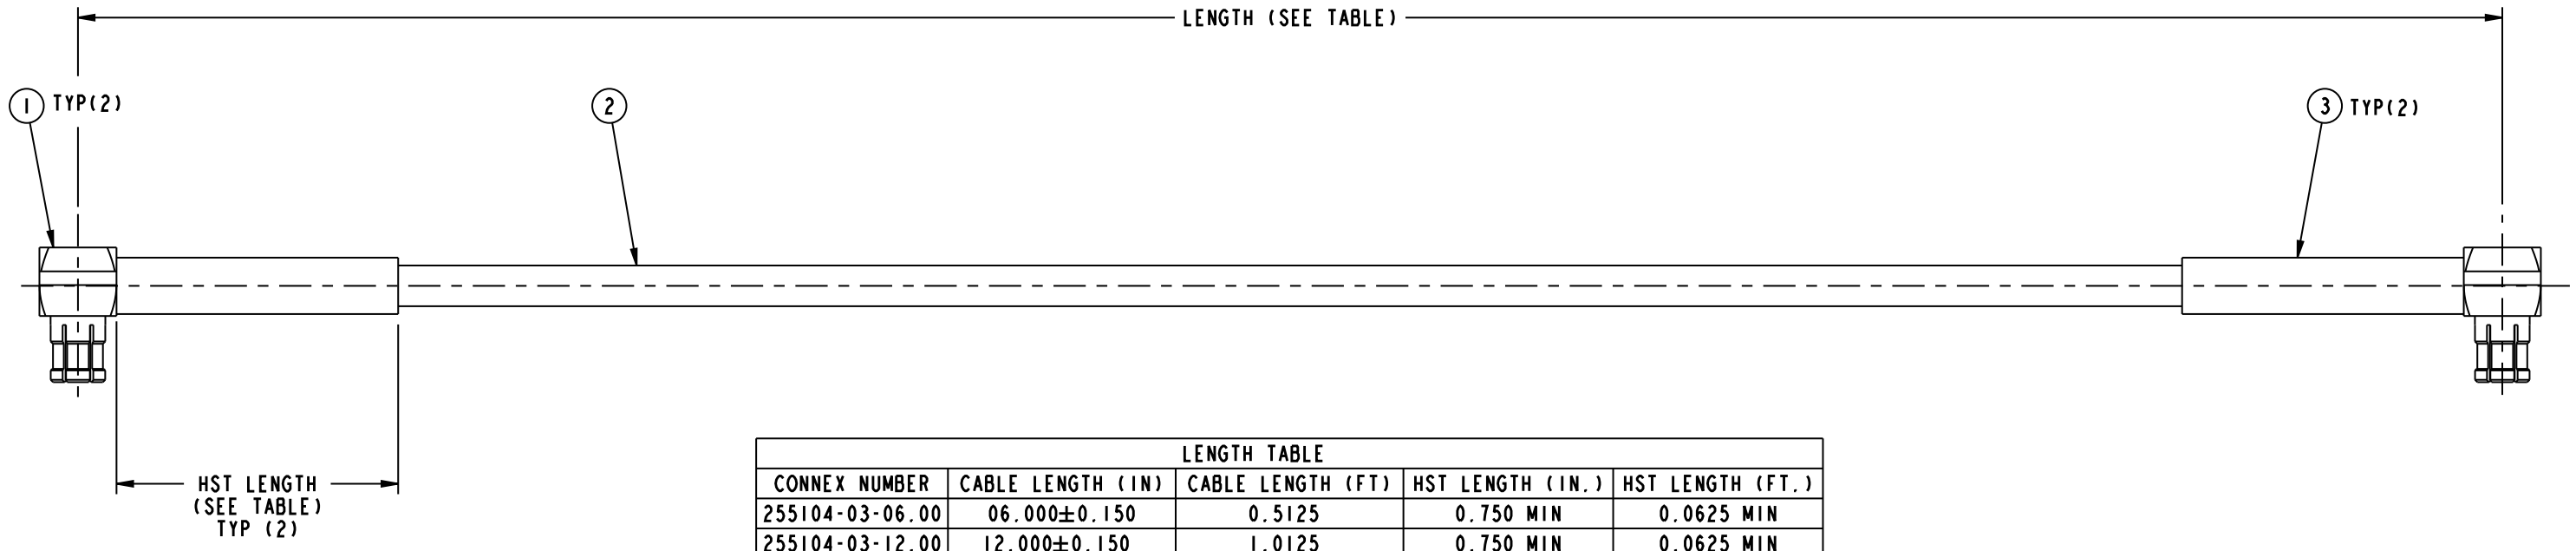 LENGTH (SEE TABLE)
1 TYP(2)
2
3 TYP(2)
HST LENGTH
(SEE TABLE)
TYP (2)
LENGTH TABLE
CONNEX NUMBER CABLE LENGTH (IN) CABLE LENGTH (FT) HST LENGTH (IN.) HST LENGTH (FT.)
255104-03-06.00 06.000±0.150 0.5125 0.750 MIN 0.0625 MIN
255104-03-12.00 12.000±0.150 1.0125 0.750 MIN 0.0625 MIN